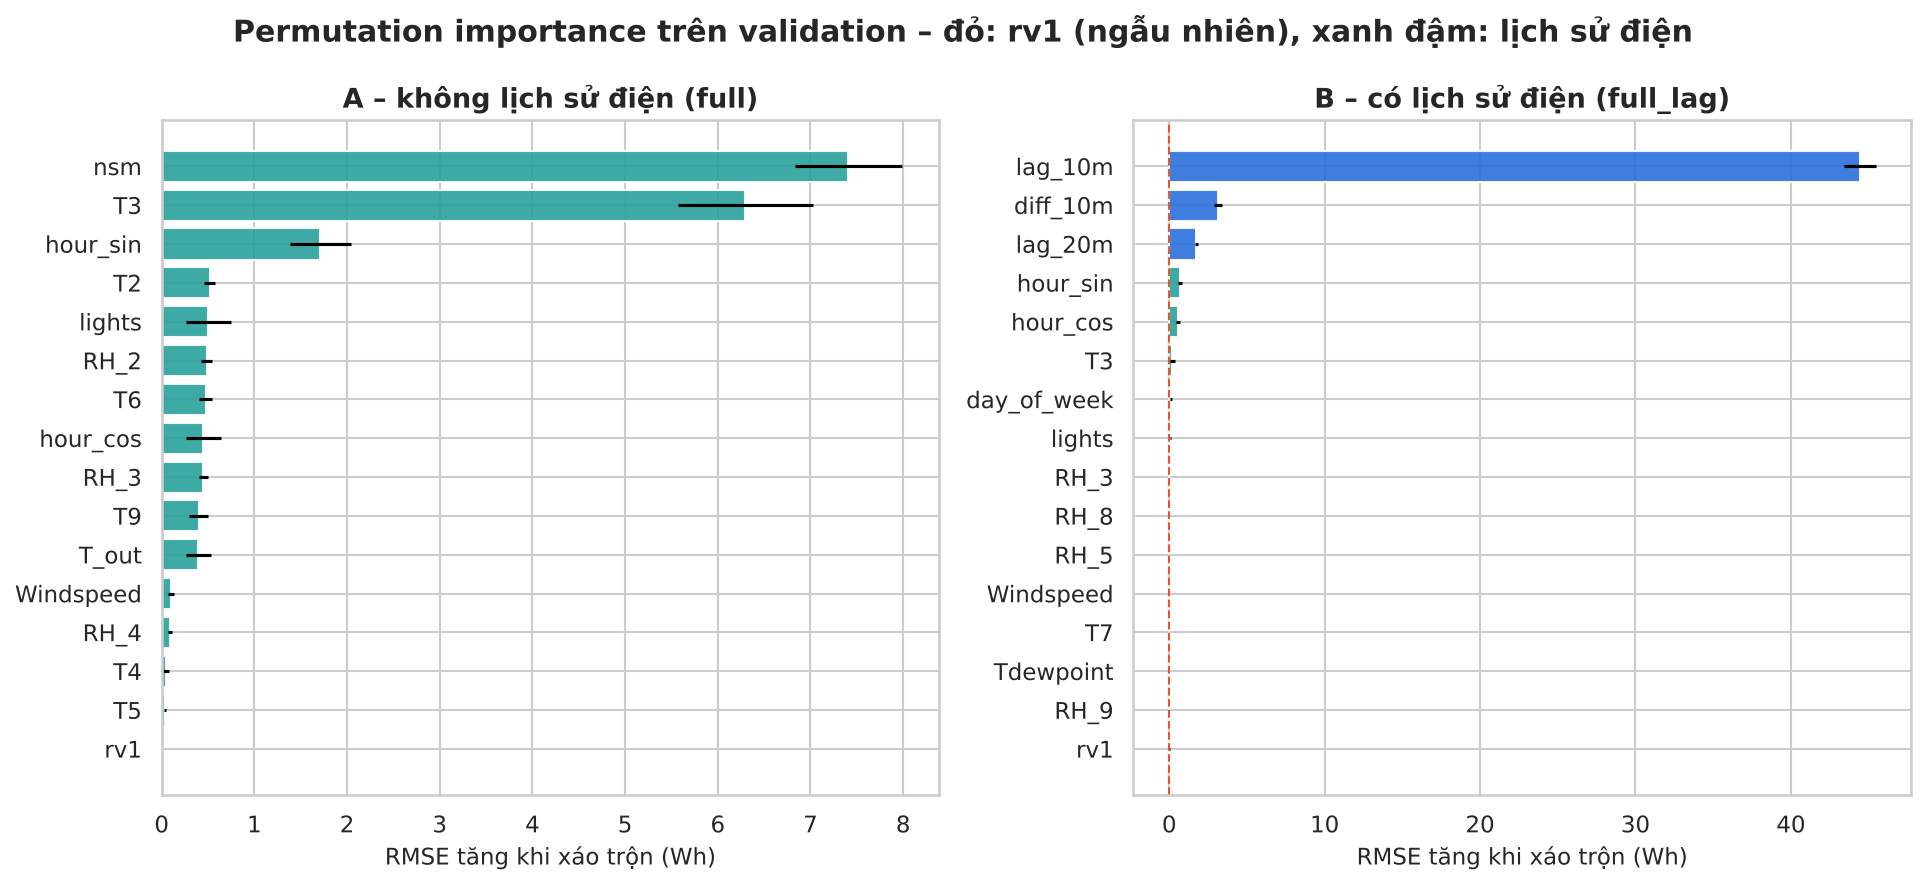 Permutation importance trên validation – đỏ: rv1 (ngẫu nhiên), xanh đậm: lịch sử điện
A – không lịch sử điện (full)
nsm
T3
hour_sin
T2
lights
RH_2
T6
hour_cos
RH_3
T9
T_out
Windspeed
RH_4
T4
T5
rv1
0 1 2 3 4 5 6 7 8
RMSE tăng khi xáo trộn (Wh)
B – có lịch sử điện (full_lag)
lag_10m
diff_10m
lag_20m
hour_sin
hour_cos
T3
day_of_week
lights
RH_3
RH_8
RH_5
Windspeed
T7
Tdewpoint
RH_9
rv1
0 10 20 30 40
RMSE tăng khi xáo trộn (Wh)